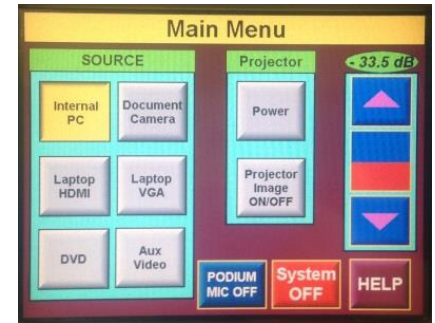 Main Menu
SOURCE
Internal
PC
Document
Camera
Laptop
HDMI
Laptop
VGA
DVD
Aux
Video
Projector
Power
Projector
Image
ON/OFF
- 33.5 dB
PODIUM
MIC OFF
System
OFF
HELP